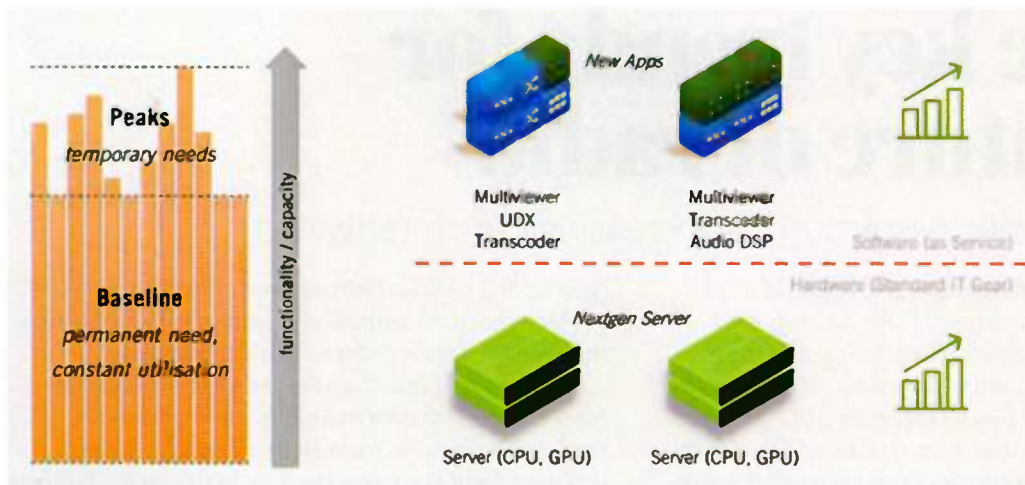 Peaks
temporary needs
Baseline
permanent need,
constant utilisation
functionality / capacity
New Apps
Multiviewer
UDX
Transcoder
Multiviewer
Transcoder
Audio DSP
Software (as Service)
Hardware (Standard IT Gear)
Nextgen Server
Server (CPU, GPU)
Server (CPU, GPU)